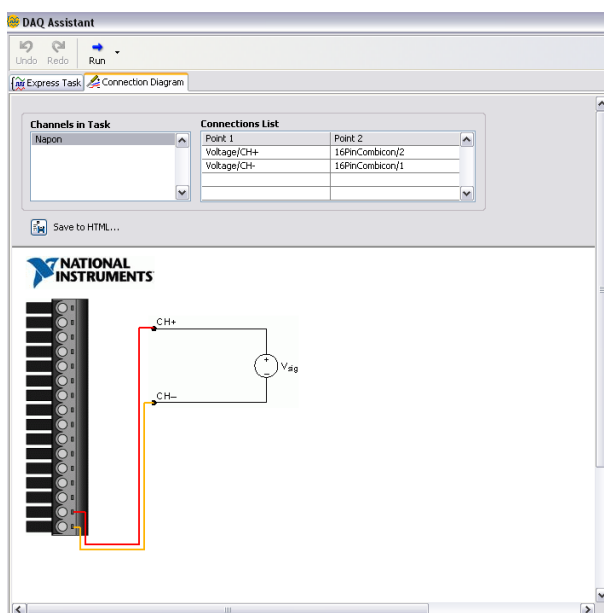 DAQ Assistant
Undo Redo Run
Express Task Connection Diagram
Channels in Task
Napon
Connections List
Point 1 Point 2
Voltage/CH+ 16PinCombicon/2
Voltage/CH- 16PinCombicon/1
Save to HTML...
NATIONAL
INSTRUMENTS
CH+
+
Vsig
−
CH−